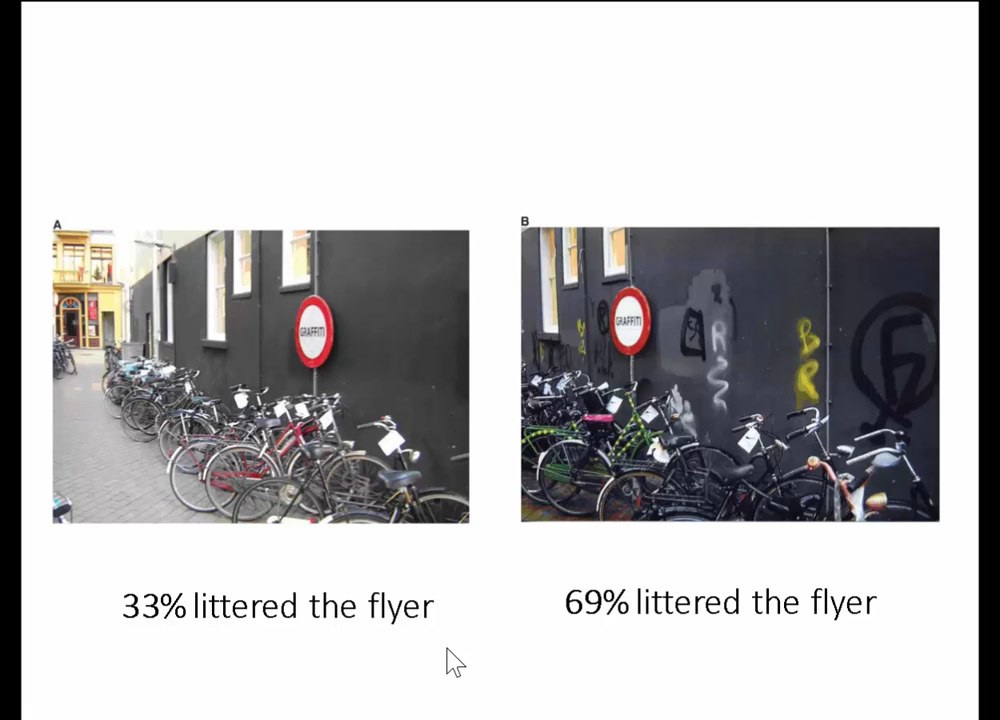 A
B
GRAFFITI
GRAFFITI
R
B
R
33% littered the flyer
69% littered the flyer